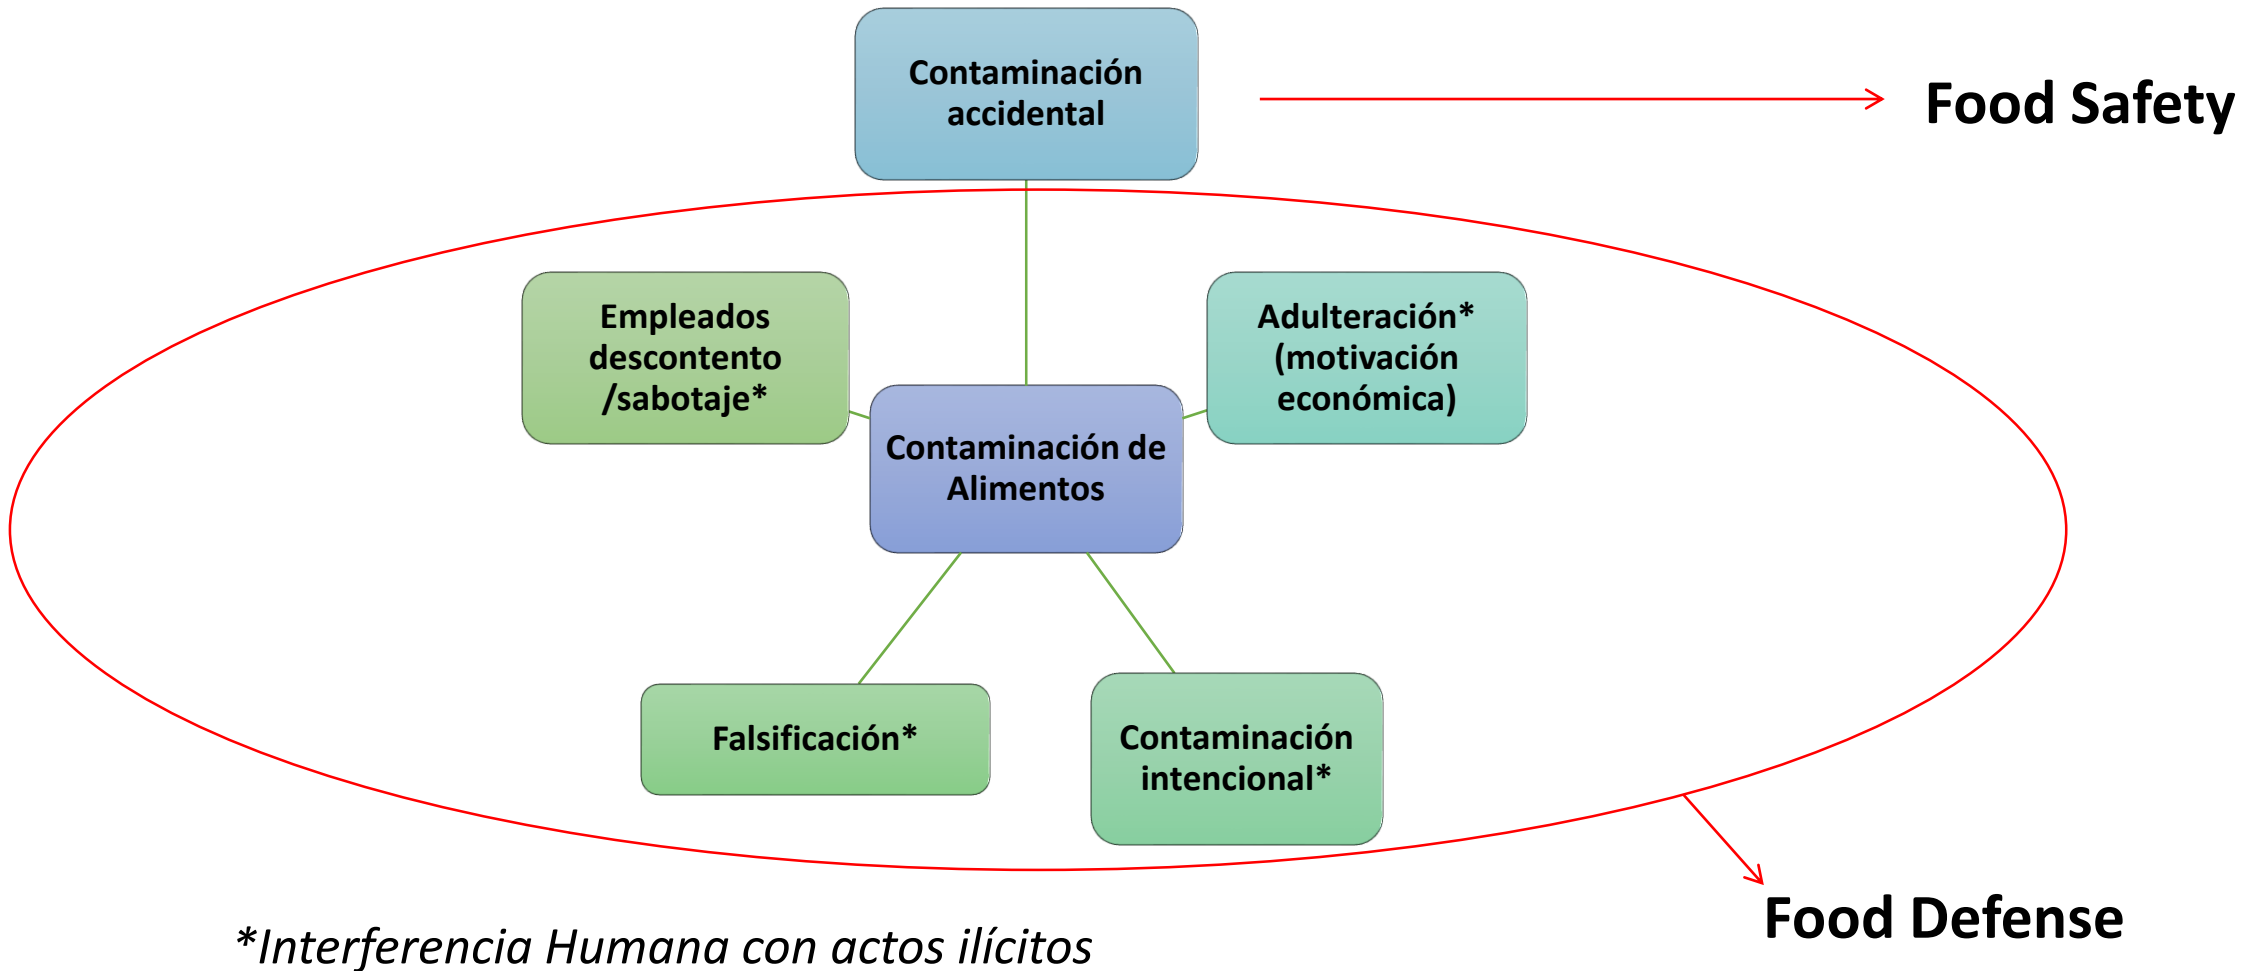 Contaminación
accidental
Food Safety
Empleados
descontento
/sabotaje*
Adulteración*
(motivación
económica)
Contaminación de
Alimentos
Falsificación*
Contaminación
intencional*
Food Defense
*Interferencia Humana con actos ilícitos